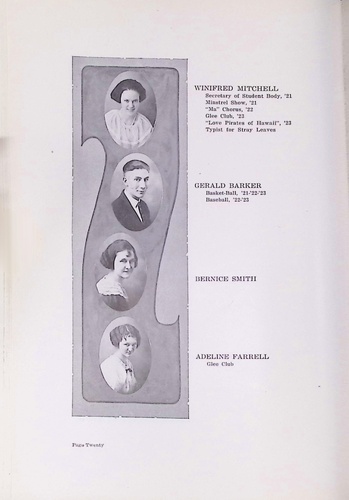 WINIFRED MITCHELL
Secretary of Student Body, '21
Minstrel Show, '21
"Ma" Chorus, '22
Glee Club, '23
"Love Pirates of Hawaii", '23
Typist for Stray Leaves
GERALD BARKER
Basket-Ball, '21-'22-'23
Baseball, '22-'23
BERNICE SMITH
ADELINE FARRELL
Glee Club
Page Twenty